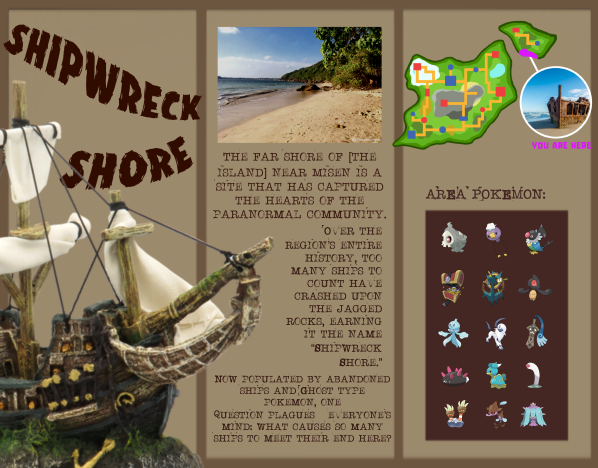 SHIPWRECK
SHORE
THE FAR SHORE OF [THE
ISLAND] NEAR MISEN IS A
SITE THAT HAS CAPTURED
THE HEARTS OF THE
PARANORMAL COMMUNITY.
OVER THE
REGION'S ENTIRE
HISTORY, TOO
MANY SHIPS TO
COUNT HAVE
CRASHED UPON
THE JAGGED
ROCKS, EARNING
IT THE NAME
"SHIPWRECK
SHORE."
NOW POPULATED BY ABANDONED
SHIPS AND GHOST TYPE
POKEMON, ONE
QUESTION PLAGUES EVERYONE'S
MIND: WHAT CAUSES SO MANY
SHIPS TO MEET THEIR END HERE?
YOU ARE HERE
AREA POKEMON: